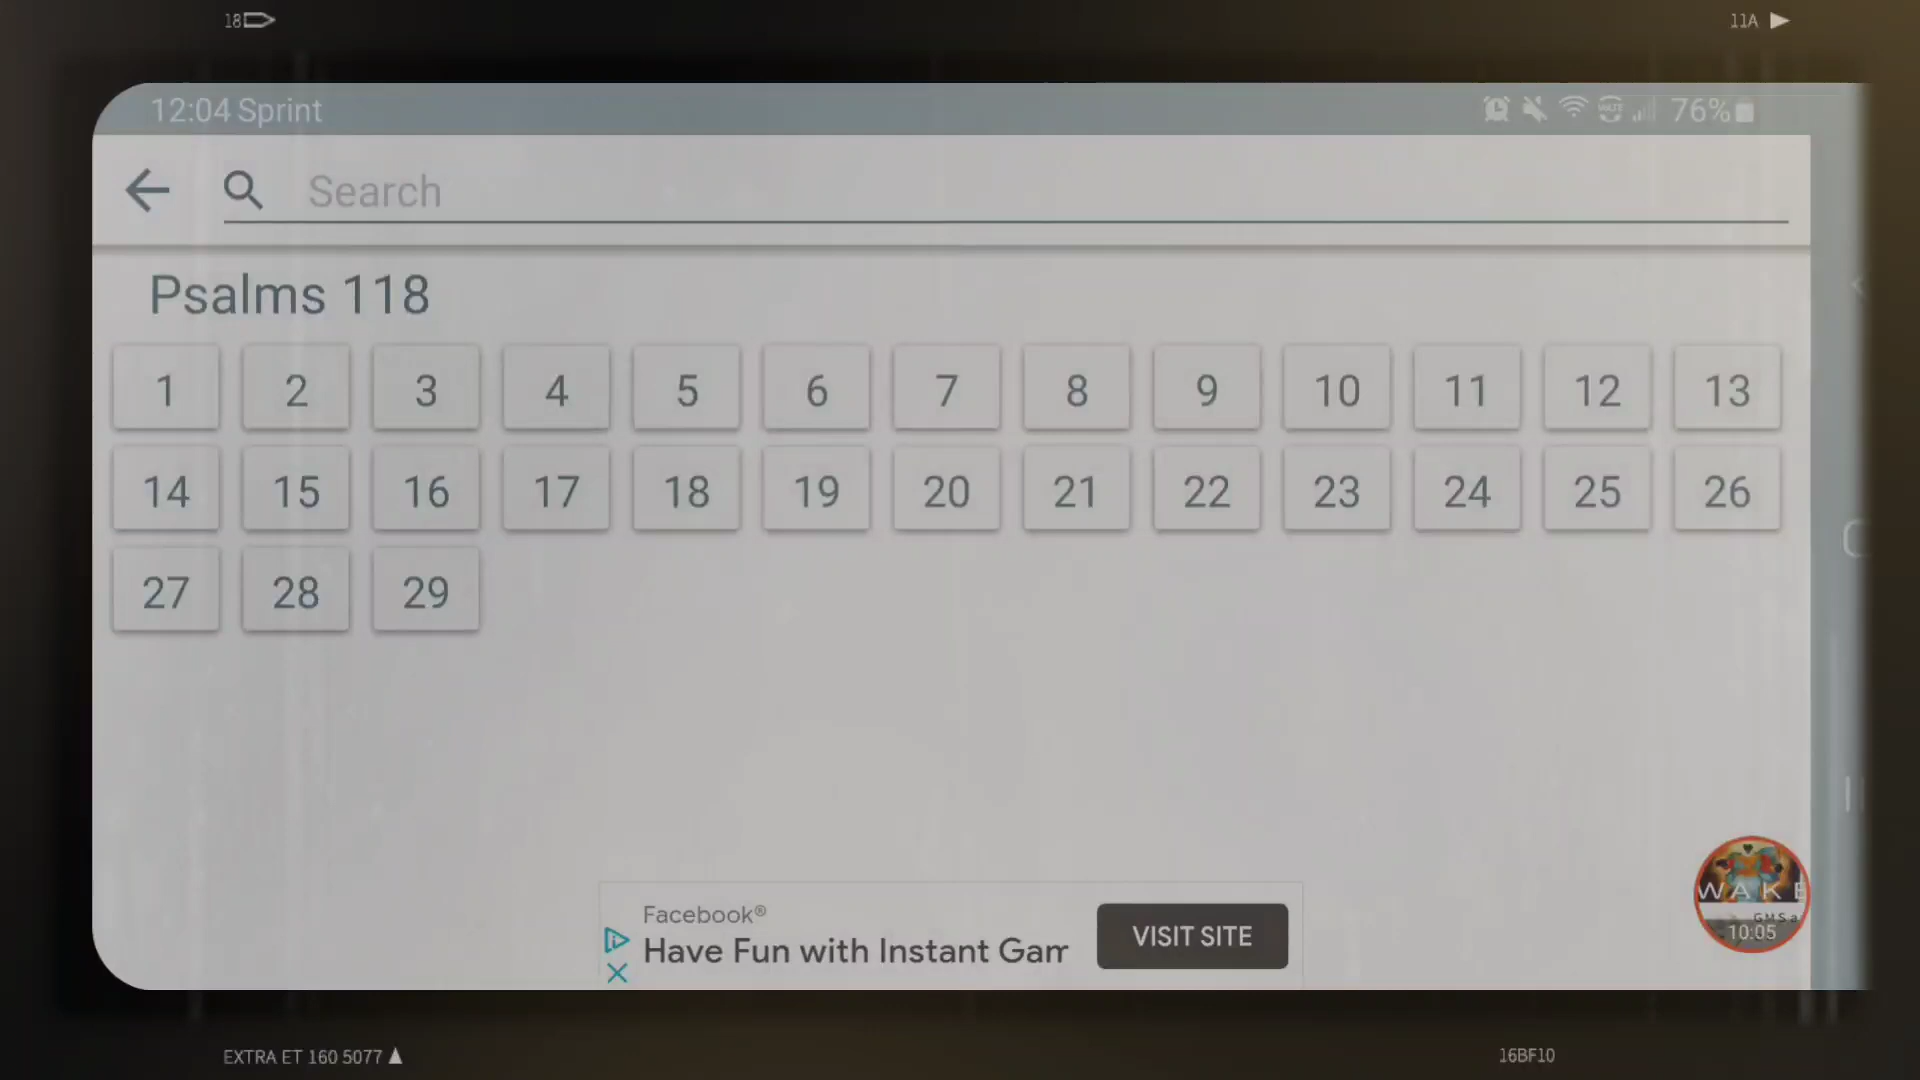 18
11A
12:04 Sprint
76%
Search
Psalms 118
1 2 3 4 5 6 7 8 9 10 11 12 13
14 15 16 17 18 19 20 21 22 23 24 25 26
27 28 29
Facebook®
Have Fun with Instant Gam
VISIT SITE
WAKE
GMSa
10:05
EXTRA ET 160 5077
16BF10